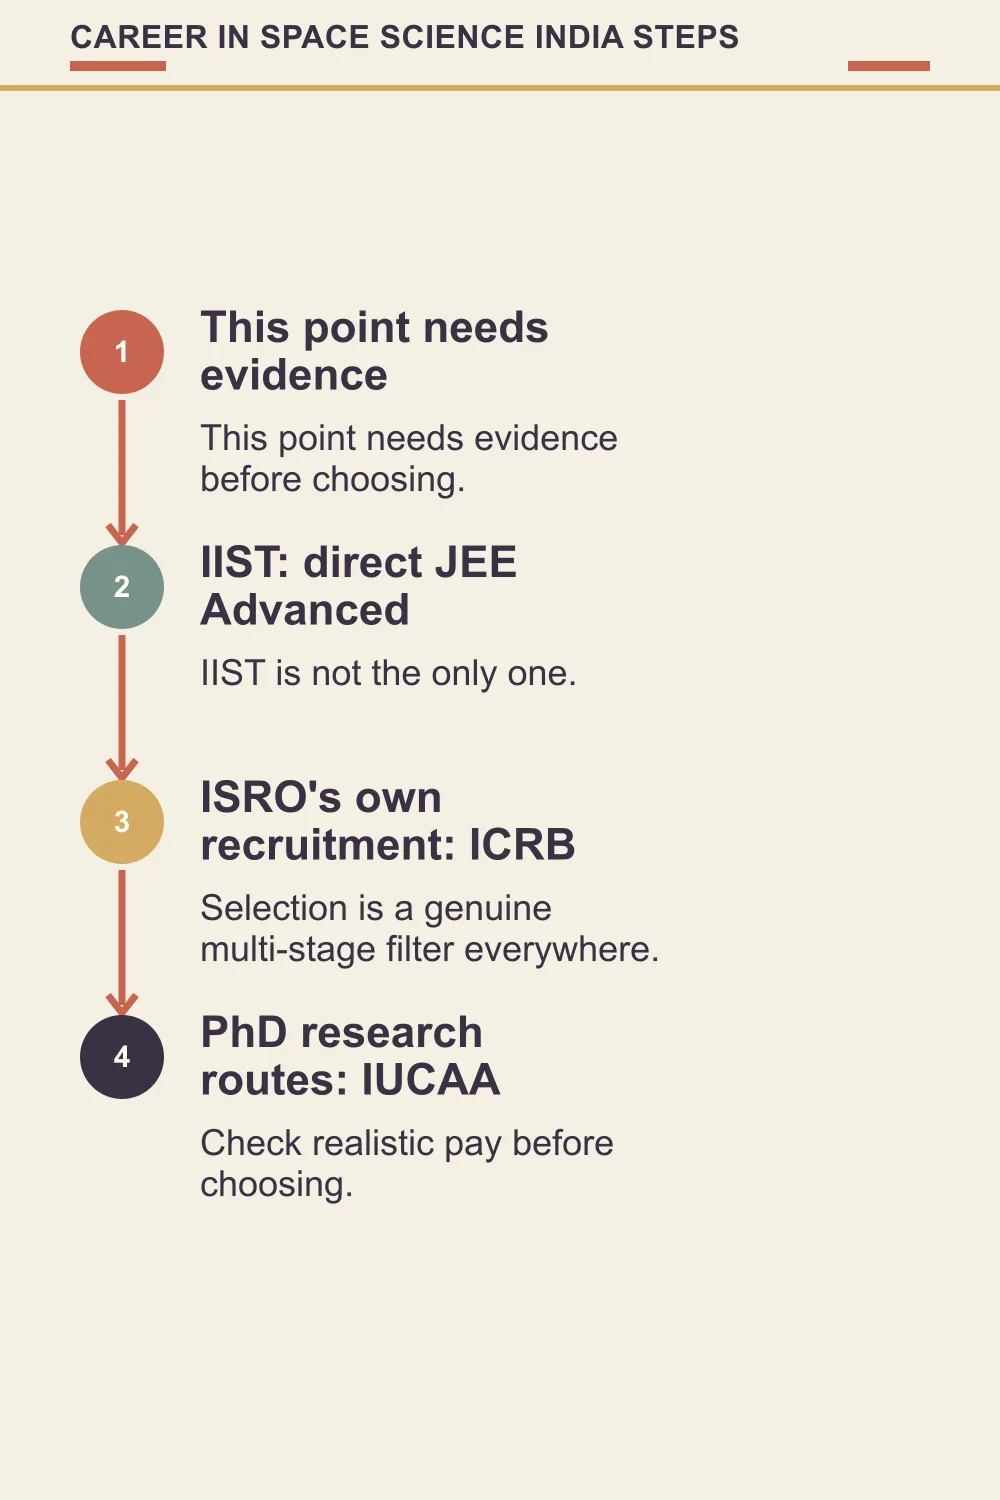 CAREER IN SPACE SCIENCE INDIA STEPS
1
This point needs
evidence
This point needs evidence
before choosing.
2
IIST: direct JEE
Advanced
IIST is not the only one.
3
ISRO's own
recruitment: ICRB
Selection is a genuine
multi-stage filter everywhere.
4
PhD research
routes: IUCAA
Check realistic pay before
choosing.